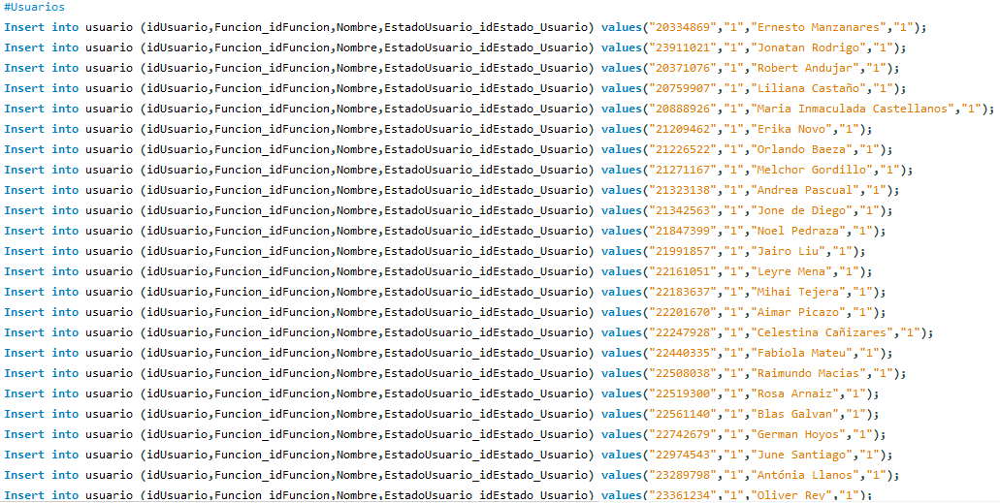 #Usuarios
Insert into usuario (idUsuario,Funcion_idFuncion,Nombre,EstadoUsuario_idEstado_Usuario) values("20334869","1","Ernesto Manzanares","1");
Insert into usuario (idUsuario,Funcion_idFuncion,Nombre,EstadoUsuario_idEstado_Usuario) values("23911021","1","Jonatan Rodrigo","1");
Insert into usuario (idUsuario,Funcion_idFuncion,Nombre,EstadoUsuario_idEstado_Usuario) values("20371076","1","Robert Andujar","1");
Insert into usuario (idUsuario,Funcion_idFuncion,Nombre,EstadoUsuario_idEstado_Usuario) values("20759907","1","Liliana Castaño","1");
Insert into usuario (idUsuario,Funcion_idFuncion,Nombre,EstadoUsuario_idEstado_Usuario) values("20888926","1","Maria Inmaculada Castellanos","1");
Insert into usuario (idUsuario,Funcion_idFuncion,Nombre,EstadoUsuario_idEstado_Usuario) values("21209462","1","Erika Novo","1");
Insert into usuario (idUsuario,Funcion_idFuncion,Nombre,EstadoUsuario_idEstado_Usuario) values("21226522","1","Orlando Baeza","1");
Insert into usuario (idUsuario,Funcion_idFuncion,Nombre,EstadoUsuario_idEstado_Usuario) values("21271167","1","Melchor Gordillo","1");
Insert into usuario (idUsuario,Funcion_idFuncion,Nombre,EstadoUsuario_idEstado_Usuario) values("21323138","1","Andrea Pascual","1");
Insert into usuario (idUsuario,Funcion_idFuncion,Nombre,EstadoUsuario_idEstado_Usuario) values("21342563","1","Jone de Diego","1");
Insert into usuario (idUsuario,Funcion_idFuncion,Nombre,EstadoUsuario_idEstado_Usuario) values("21847399","1","Noel Pedraza","1");
Insert into usuario (idUsuario,Funcion_idFuncion,Nombre,EstadoUsuario_idEstado_Usuario) values("21991857","1","Jairo Liu","1");
Insert into usuario (idUsuario,Funcion_idFuncion,Nombre,EstadoUsuario_idEstado_Usuario) values("22161051","1","Leyre Mena","1");
Insert into usuario (idUsuario,Funcion_idFuncion,Nombre,EstadoUsuario_idEstado_Usuario) values("22183637","1","Mihai Tejera","1");
Insert into usuario (idUsuario,Funcion_idFuncion,Nombre,EstadoUsuario_idEstado_Usuario) values("22201670","1","Aimar Picazo","1");
Insert into usuario (idUsuario,Funcion_idFuncion,Nombre,EstadoUsuario_idEstado_Usuario) values("22247928","1","Celestina Cañizares","1");
Insert into usuario (idUsuario,Funcion_idFuncion,Nombre,EstadoUsuario_idEstado_Usuario) values("22440335","1","Fabiola Mateu","1");
Insert into usuario (idUsuario,Funcion_idFuncion,Nombre,EstadoUsuario_idEstado_Usuario) values("22508038","1","Raimundo Macias","1");
Insert into usuario (idUsuario,Funcion_idFuncion,Nombre,EstadoUsuario_idEstado_Usuario) values("22519300","1","Rosa Arnaiz","1");
Insert into usuario (idUsuario,Funcion_idFuncion,Nombre,EstadoUsuario_idEstado_Usuario) values("22561140","1","Blas Galvan","1");
Insert into usuario (idUsuario,Funcion_idFuncion,Nombre,EstadoUsuario_idEstado_Usuario) values("22742679","1","German Hoyos","1");
Insert into usuario (idUsuario,Funcion_idFuncion,Nombre,EstadoUsuario_idEstado_Usuario) values("22974543","1","June Santiago","1");
Insert into usuario (idUsuario,Funcion_idFuncion,Nombre,EstadoUsuario_idEstado_Usuario) values("23289798","1","Antónia Llanos","1");
Insert into usuario (idUsuario,Funcion_idFuncion,Nombre,EstadoUsuario_idEstado_Usuario) values("23361234","1","Oliver Rey","1");